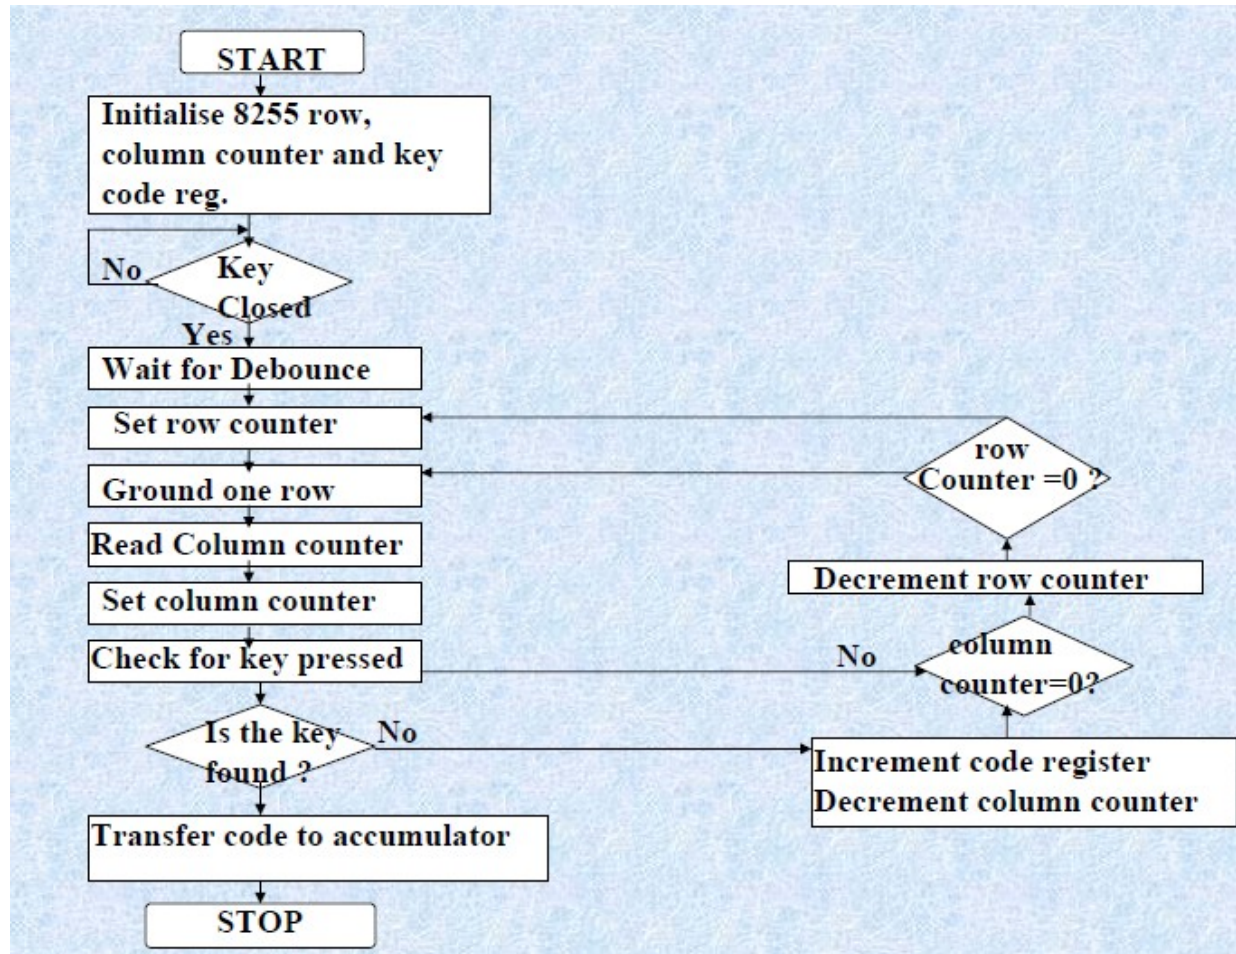 START
Initialise 8255 row,
column counter and key
code reg.
No
Key
Closed
Yes
Wait for Debounce
Set row counter
Ground one row
Read Column counter
Set column counter
Check for key pressed
Is the key
found ?
No
Transfer code to accumulator
STOP
row
Counter =0 ?
Decrement row counter
No
column
counter=0?
Increment code register
Decrement column counter